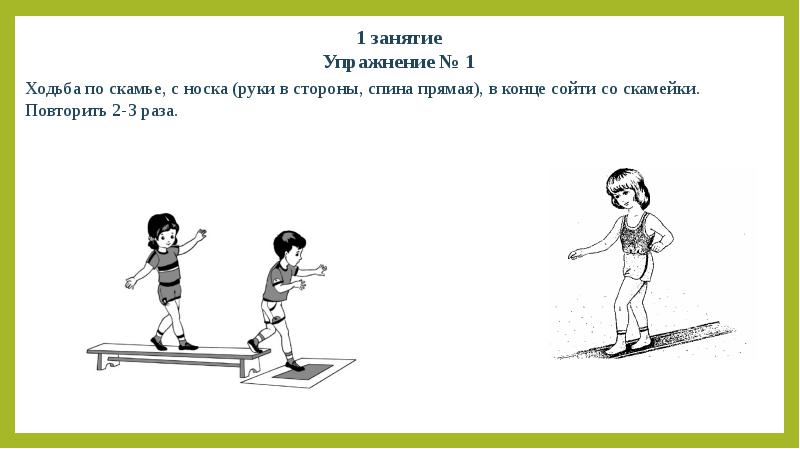 1 занятие
Упражнение № 1
Ходьба по скамье, с носка (руки в стороны, спина прямая), в конце сойти со скамейки.
Повторить 2-3 раза.